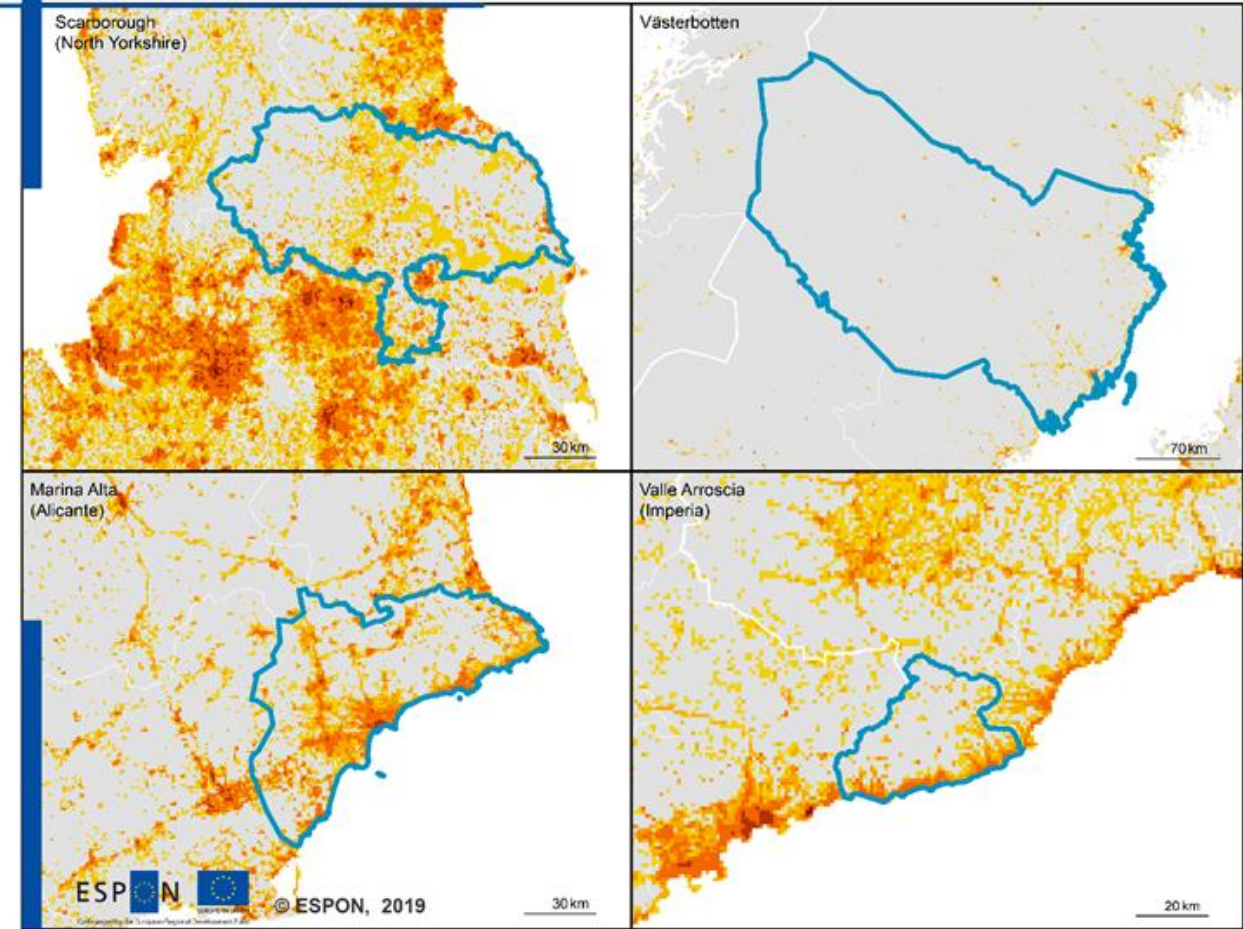 Scarborough
(North Yorkshire)
30 km
Västerbotten
70 km
Marina Alta
(Alicante)
ESPON
© ESPON, 2019
30 km
Valle Arroscia
(Imperia)
20 km